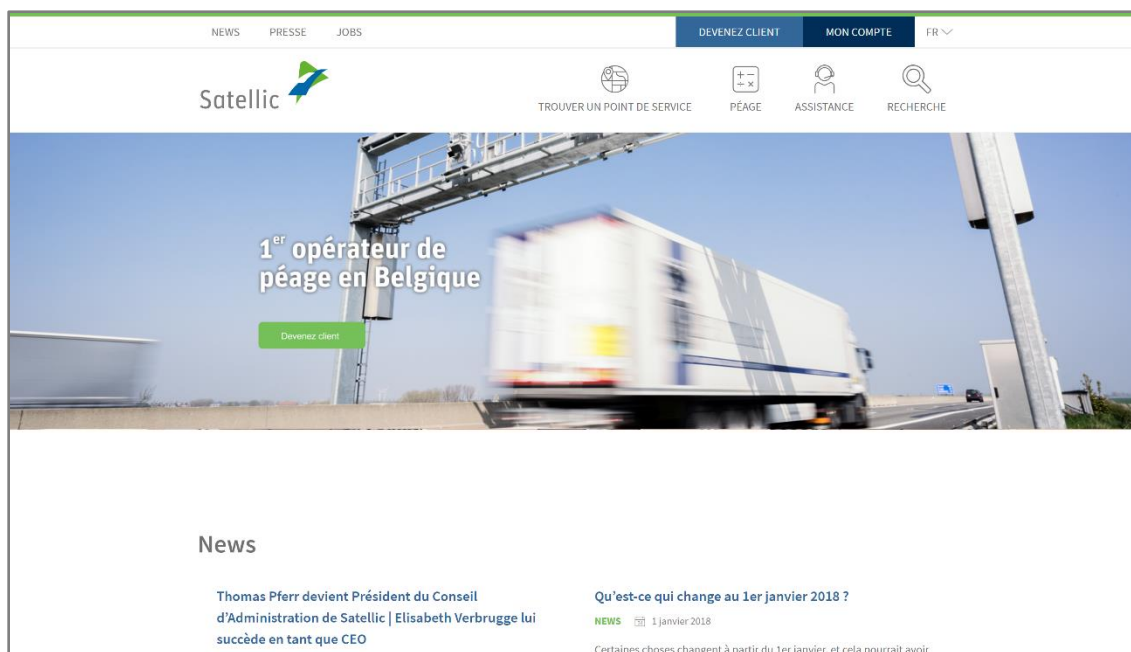 NEWS PRESSE JOBS DEVENEZ CLIENT MON COMPTE FR
Satellic
TROUVER UN POINT DE SERVICE PÉAGE ASSISTANCE RECHERCHE
1er opérateur de
péage en Belgique
Devenez client
News
Thomas Pferr devient Président du Conseil
d'Administration de Satellic | Elisabeth Verbrugge lui
succède en tant que CEO
Qu'est-ce qui change au 1er janvier 2018 ?
NEWS 1 janvier 2018
Certaines choses changent à partir du 1er janvier, et cela pourrait avoir